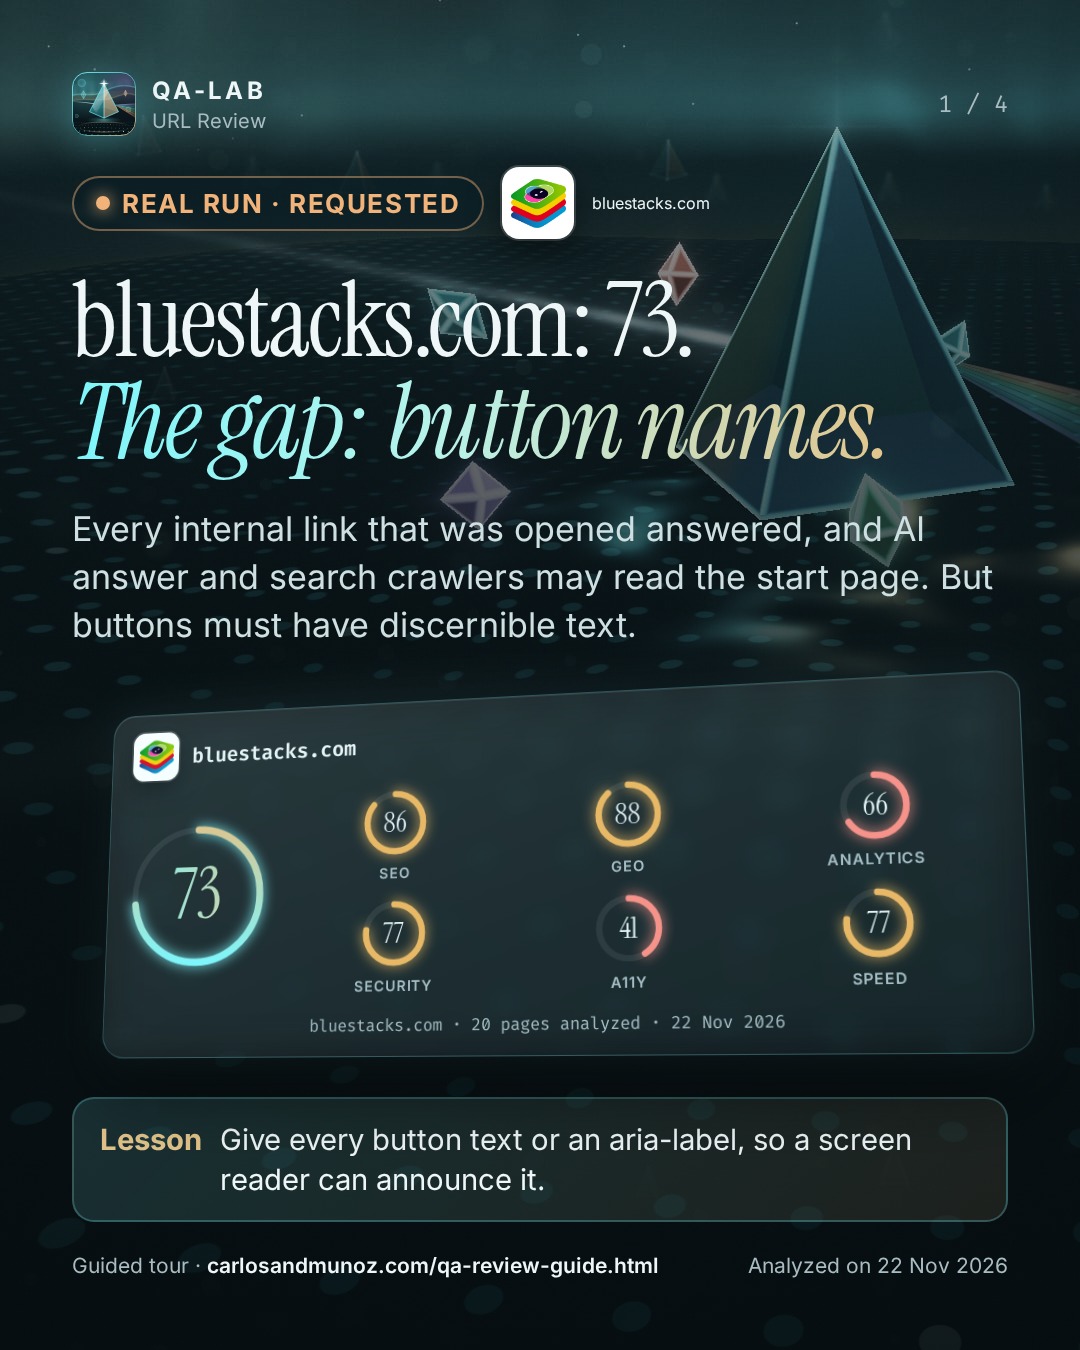 QA-LAB
URL Review
1 / 4
REAL RUN · REQUESTED
bluestacks.com
bluestacks.com: 73.
The gap: button names.
Every internal link that was opened answered, and AI
answer and search crawlers may read the start page. But
buttons must have discernible text.
bluestacks.com
73
86
SEO
88
GEO
66
ANALYTICS
77
SECURITY
41
A11Y
77
SPEED
bluestacks.com · 20 pages analyzed · 22 Nov 2026
Lesson Give every button text or an aria-label, so a screen
reader can announce it.
Guided tour · carlosandmunoz.com/qa-review-guide.html
Analyzed on 22 Nov 2026